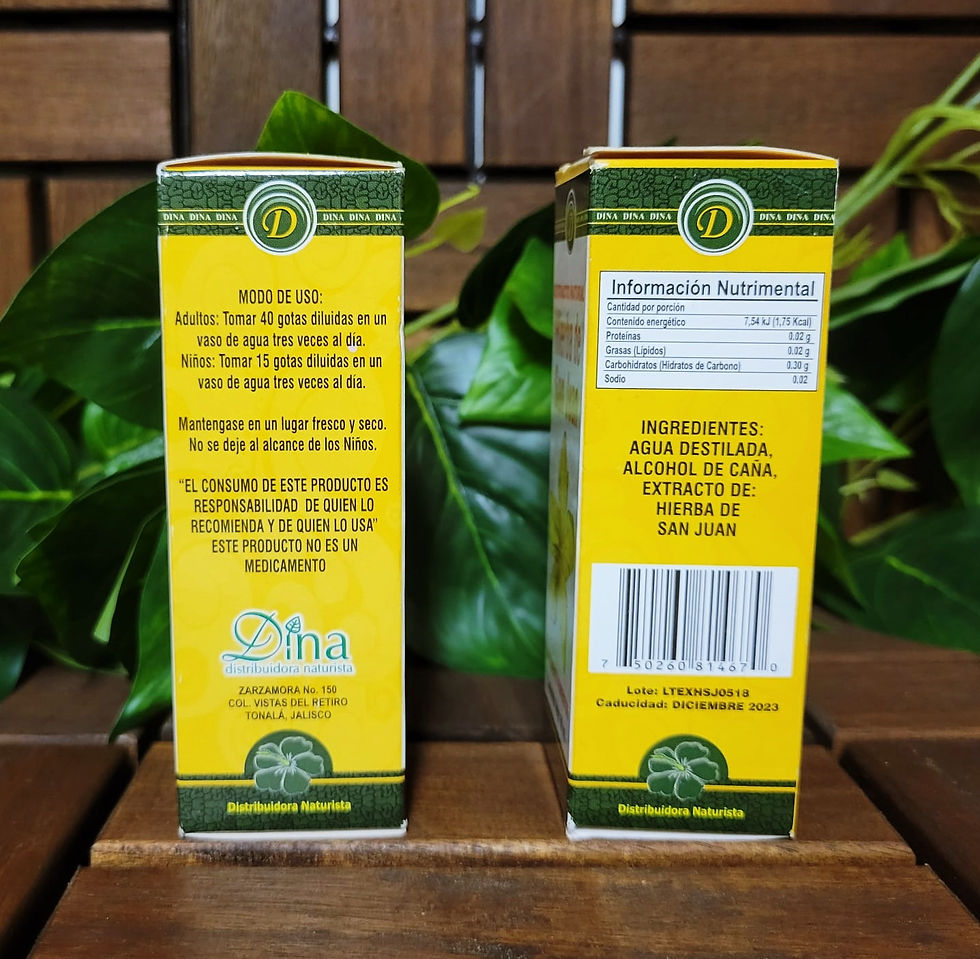 DINA DINA DINA D DINA DINA DINA
MODO DE USO:
Adultos: Tomar 40 gotas diluidas en un
vaso de agua tres veces al día.
Niños: Tomar 15 gotas diluidas en un
vaso de agua tres veces al día.
Mantengase en un lugar fresco y seco.
No se deje al alcance de los Niños.
“EL CONSUMO DE ESTE PRODUCTO ES
RESPONSABILIDAD DE QUIEN LO
RECOMIENDA Y DE QUIEN LO USA”
ESTE PRODUCTO NO ES UN
MEDICAMENTO
Dina
distribuidora naturista
ZARZAMORA No. 150
COL. VISTAS DEL RETIRO
TONALÁ, JALISCO
Distribuidora Naturista
DINA DINA DINA D DINA DINA DINA
Información Nutrimental
Cantidad por porción
Contenido energético 7,54 kJ (1,75 Kcal)
Proteínas 0.02 g
Grasas (Lípidos) 0.02 g
Carbohidratos (Hidratos de Carbono) 0.30 g
Sodio 0.02
INGREDIENTES:
AGUA DESTILADA,
ALCOHOL DE CAÑA,
EXTRACTO DE:
HIERBA DE
SAN JUAN
7 50260 81467 0
Lote: LTEXHSJ0518
Caducidad: DICIEMBRE 2023
Distribuidora Naturista